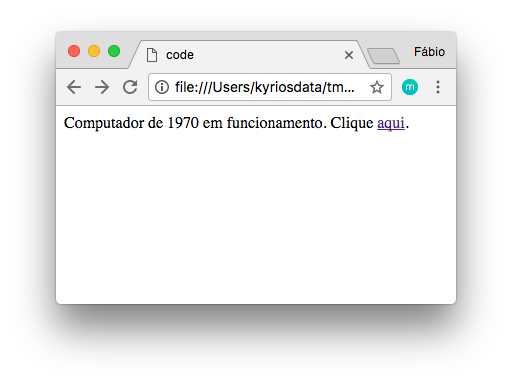 code
Fábio
file:///Users/kyriosdata/tm...
m
Computador de 1970 em funcionamento. Clique aqui.